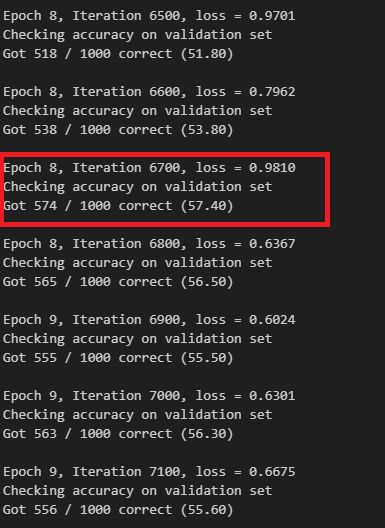 Epoch 8, Iteration 6500, loss = 0.9701
Checking accuracy on validation set
Got 518 / 1000 correct (51.80)
Epoch 8, Iteration 6600, loss = 0.7962
Checking accuracy on validation set
Got 538 / 1000 correct (53.80)
Epoch 8, Iteration 6700, loss = 0.9810
Checking accuracy on validation set
Got 574 / 1000 correct (57.40)
Epoch 8, Iteration 6800, loss = 0.6367
Checking accuracy on validation set
Got 565 / 1000 correct (56.50)
Epoch 9, Iteration 6900, loss = 0.6024
Checking accuracy on validation set
Got 555 / 1000 correct (55.50)
Epoch 9, Iteration 7000, loss = 0.6301
Checking accuracy on validation set
Got 563 / 1000 correct (56.30)
Epoch 9, Iteration 7100, loss = 0.6675
Checking accuracy on validation set
Got 556 / 1000 correct (55.60)